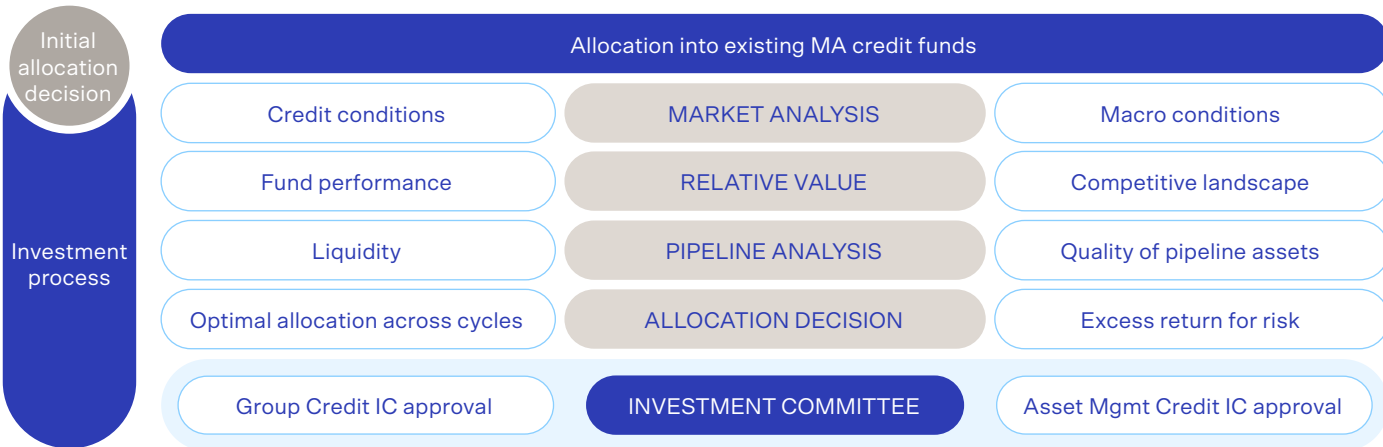 Initial
allocation
decision
Allocation into existing MA credit funds
Credit conditions
MARKET ANALYSIS
Macro conditions
Fund performance
RELATIVE VALUE
Competitive landscape
Investment
process
Liquidity
PIPELINE ANALYSIS
Quality of pipeline assets
Optimal allocation across cycles
ALLOCATION DECISION
Excess return for risk
Group Credit IC approval
INVESTMENT COMMITTEE
Asset Mgmt Credit IC approval